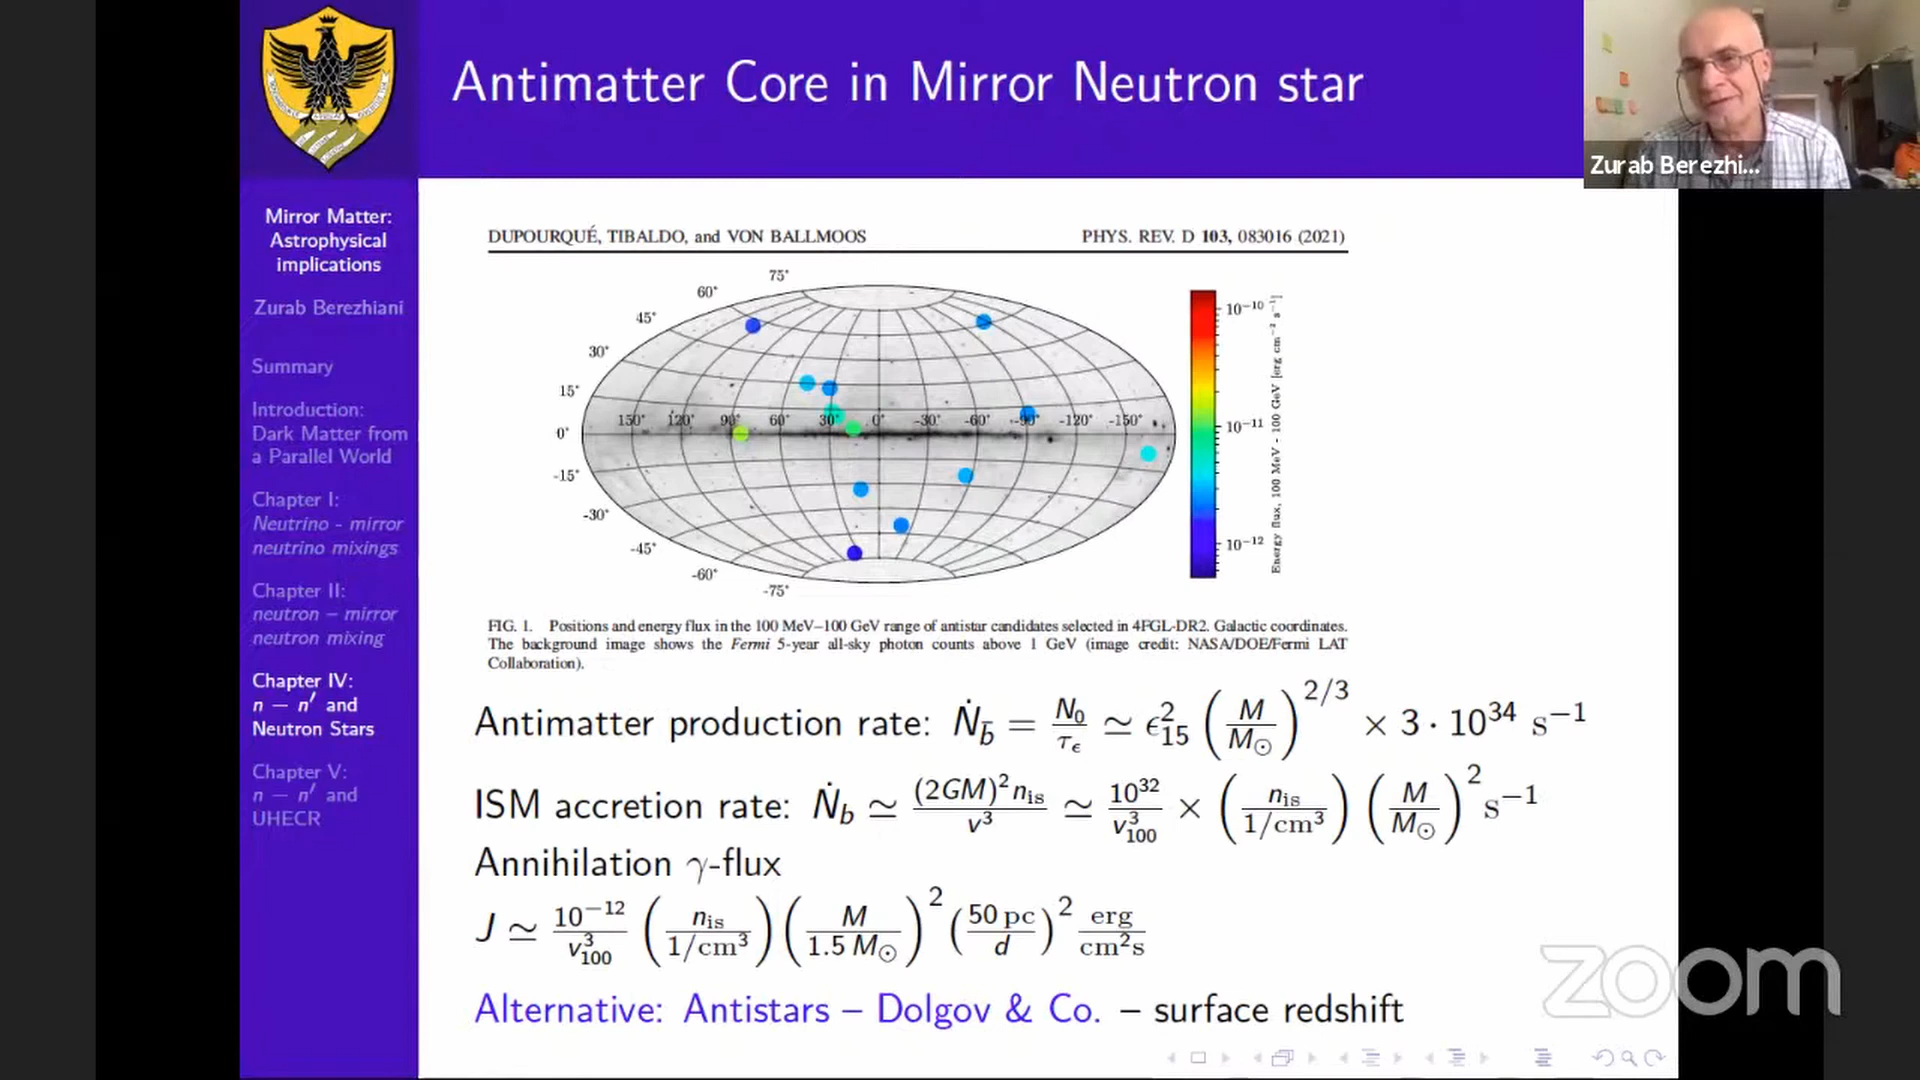 Antimatter Core in Mirror Neutron star
Zurab Berezhi...
Mirror Matter:
Astrophysical
implications
Zurab Berezhiani
Summary
Introduction:
Dark Matter from
a Parallel World
Chapter I:
Neutrino - mirror
neutrino mixings
Chapter II:
neutron – mirror
neutron mixing
Chapter IV:
n − n′ and
Neutron Stars
Chapter V:
n − n′ and
UHECR
DUPOURQUÉ, TIBALDO, and VON BALLMOOS PHYS. REV. D 103, 083016 (2021)
75°
60°
45°
30°
15°
150° 120° 90° 60° 30° 0° -30° -60° -90° -120° -150°
0°
-15°
-30°
-45°
-60°
-75°
10⁻¹⁰
10⁻¹¹
10⁻¹²
Energy flux, 100 MeV - 100 GeV [erg cm⁻² s⁻¹]
FIG. 1. Positions and energy flux in the 100 MeV–100 GeV range of antistar candidates selected in 4FGL-DR2. Galactic coordinates.
The background image shows the Fermi 5-year all-sky photon counts above 1 GeV (image credit: NASA/DOE/Fermi LAT
Collaboration).
Antimatter production rate: Ṅ_b̄ = N₀/τ_ϵ ≃ ϵ²₁₅ (M/M⊙)^2/3 × 3 · 10³⁴ s⁻¹
ISM accretion rate: Ṅ_b ≃ (2GM)² n_is / v³ ≃ 10³²/v³₁₀₀ × (n_is / 1/cm³) (M/M⊙)² s⁻¹
Annihilation γ-flux
J ≃ 10⁻¹²/v³₁₀₀ (n_is / 1/cm³) (M / 1.5 M⊙)² (50 pc / d)² erg / cm²s
Alternative: Antistars – Dolgov & Co. – surface redshift
zoom